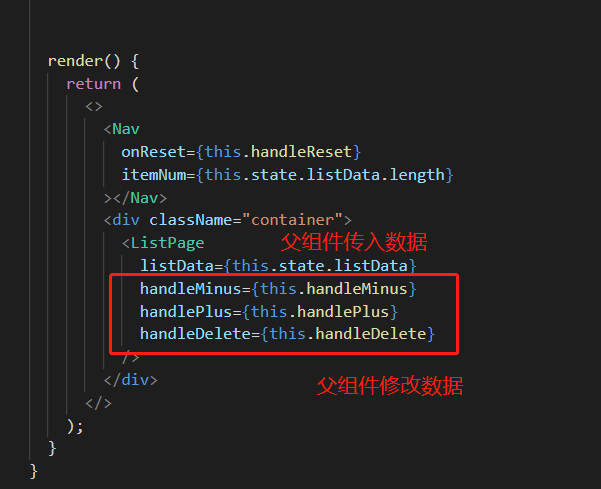 render() {
return (
<>
<Nav
onReset={this.handleReset}
itemNum={this.state.listData.length}
></Nav>
<div className="container">
<ListPage 父组件传入数据
listData={this.state.listData}
handleMinus={this.handleMinus}
handlePlus={this.handlePlus}
handleDelete={this.handleDelete}
/>
</div> 父组件修改数据
</>
);
}
}